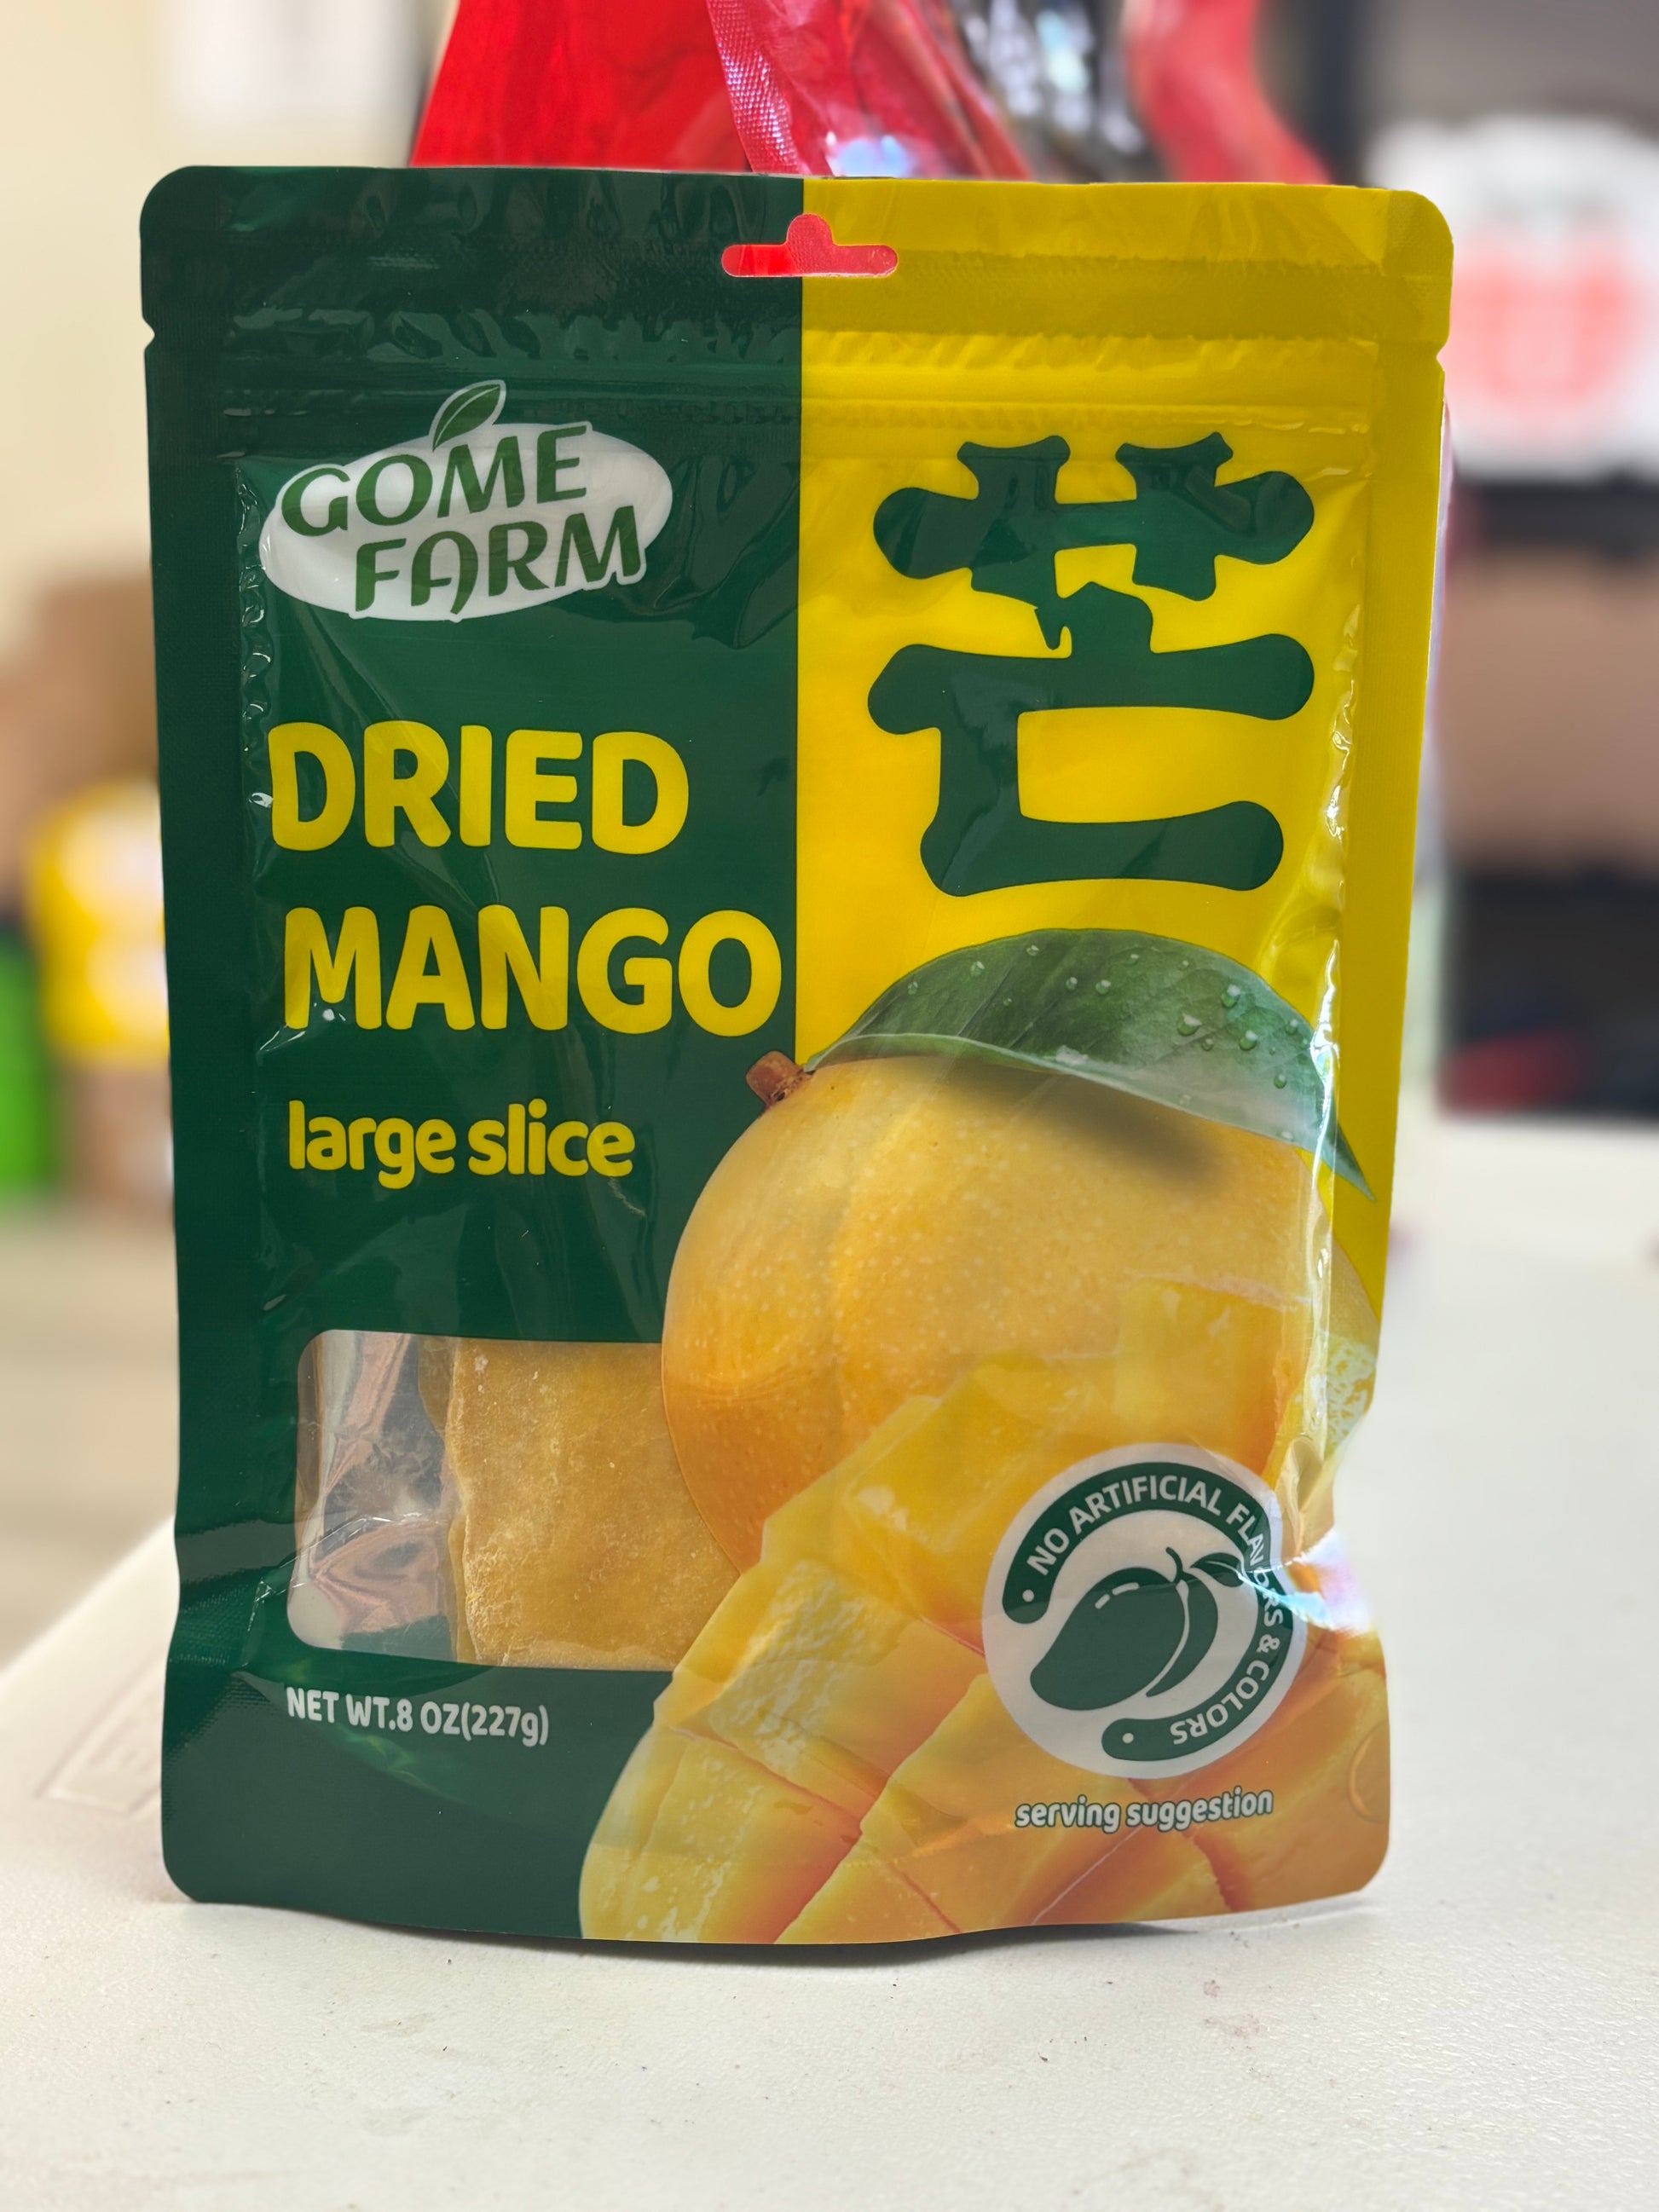 GOME
FARM
芒
DRIED
MANGO
large slice
NO ARTIFICIAL FLAVORS & COLORS
NET WT.8 OZ(227g)
serving suggestion